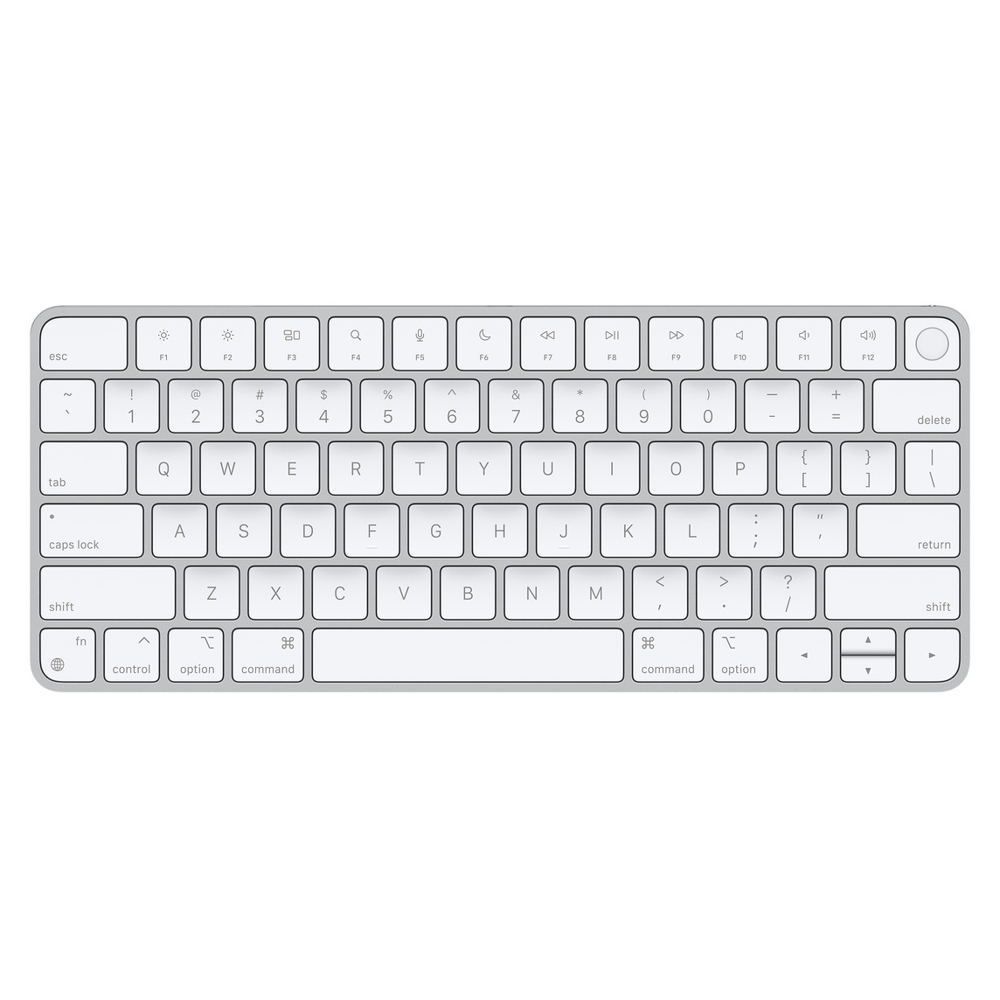 esc F1 F2 F3 F4 F5 F6 F7 F8 F9 F10 F11 F12
~ ! @ # $ % ^ & * ( ) — +
` 1 2 3 4 5 6 7 8 9 0 - = delete
tab Q W E R T Y U I O P { } |
[ ] \
caps lock A S D F G H J K L : "
; ' return
shift Z X C V B N M < > ?
, . / shift
fn ^ ⌥ ⌘ ⌘ ⌥ ◀ ▲ ▶
control option command command option ▼